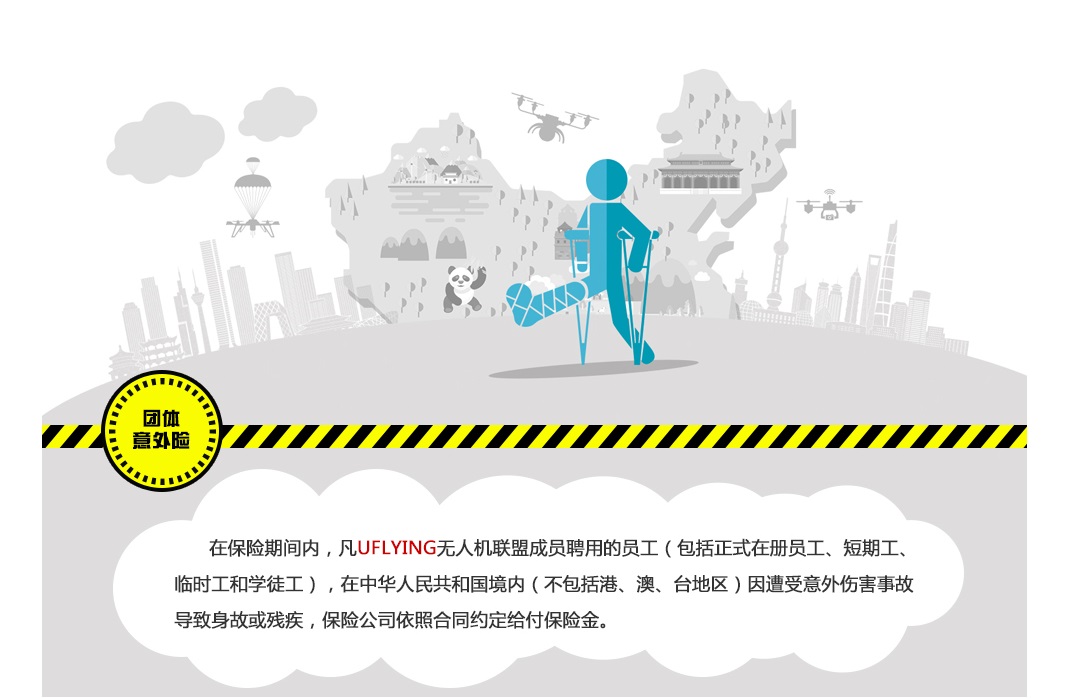 团体
意外险
在保险期间内，凡UFLYING无人机联盟成员聘用的员工（包括正式在册员工、短期工、
临时工和学徒工），在中华人民共和国境内（不包括港、澳、台地区）因遭受意外伤害事故
导致身故或残疾，保险公司依照合同约定给付保险金。